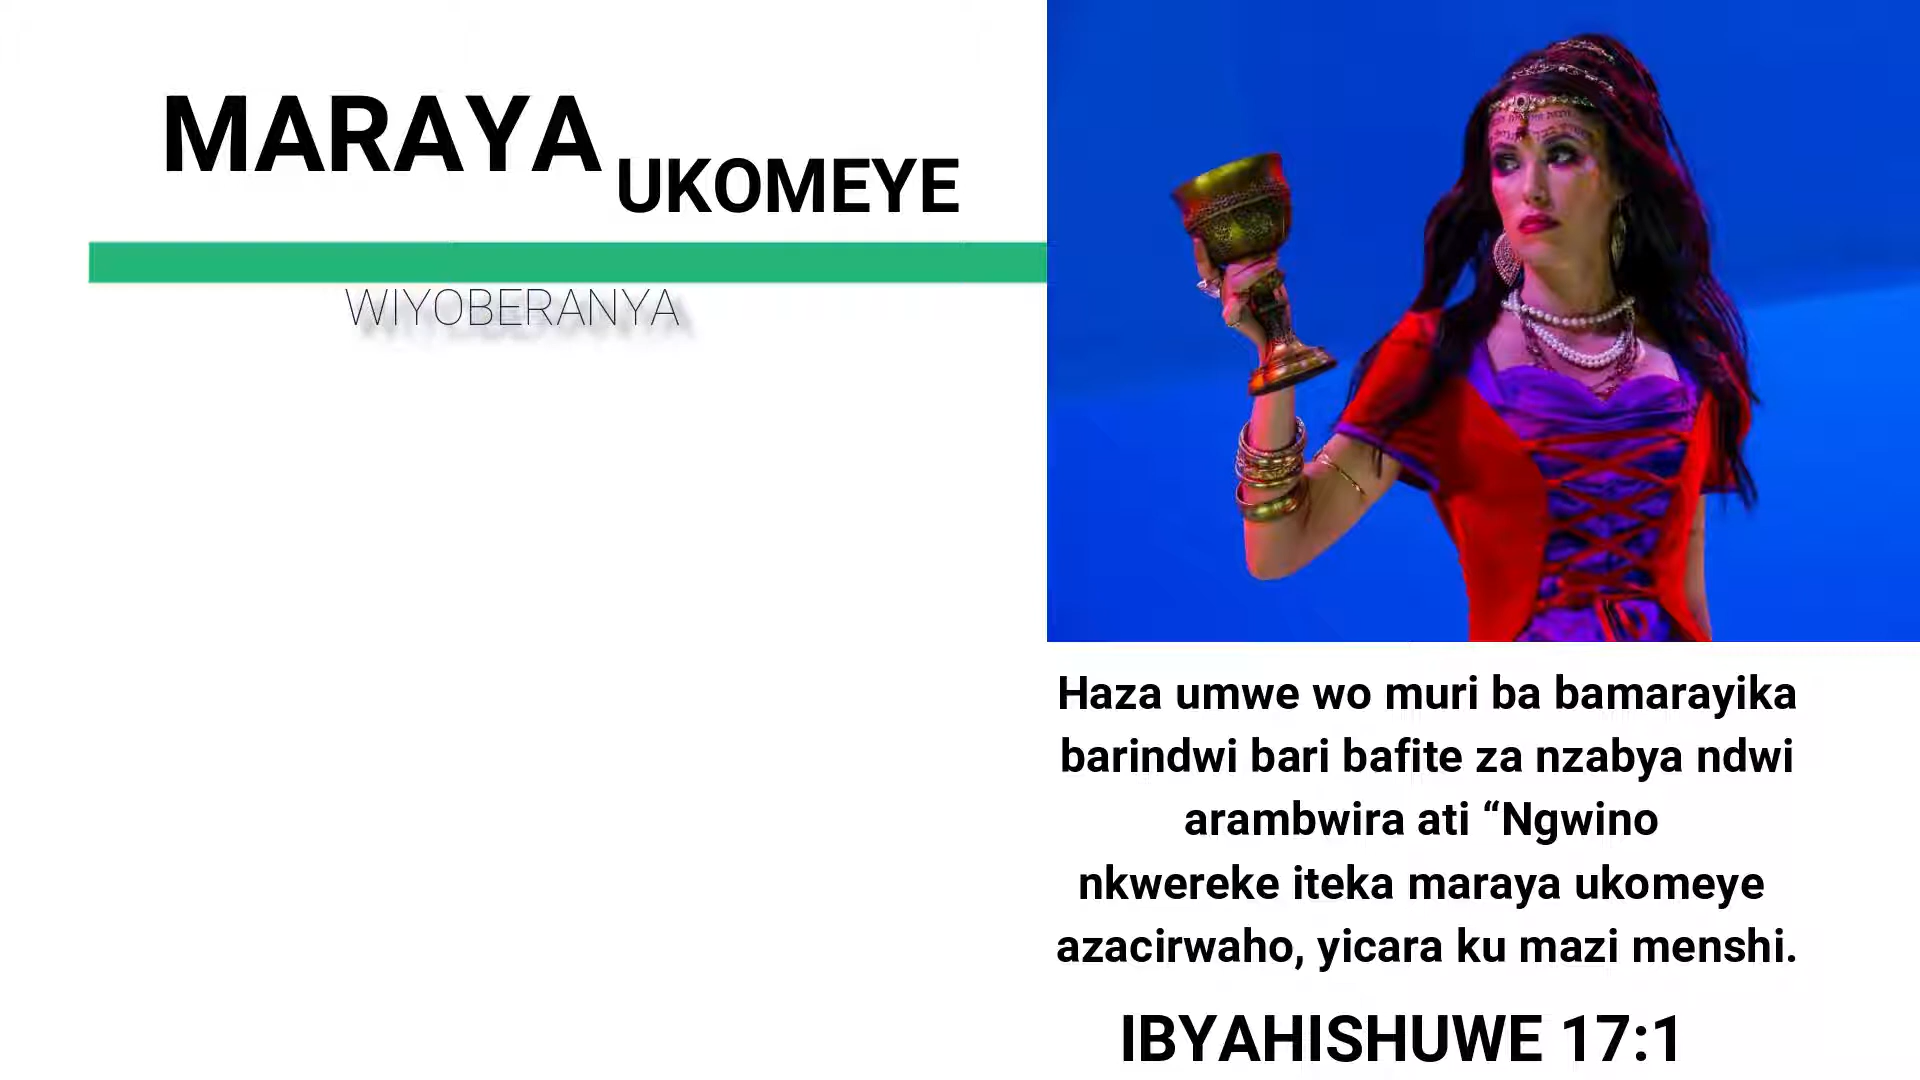 MARAYA UKOMEYE
WIYOBERANYA
Haza umwe wo muri ba bamarayika
barindwi bari bafite za nzabya ndwi
arambwira ati “Ngwino
nkwereke iteka maraya ukomeye
azacirwaho, yicara ku mazi menshi.
IBYAHISHUWE 17:1